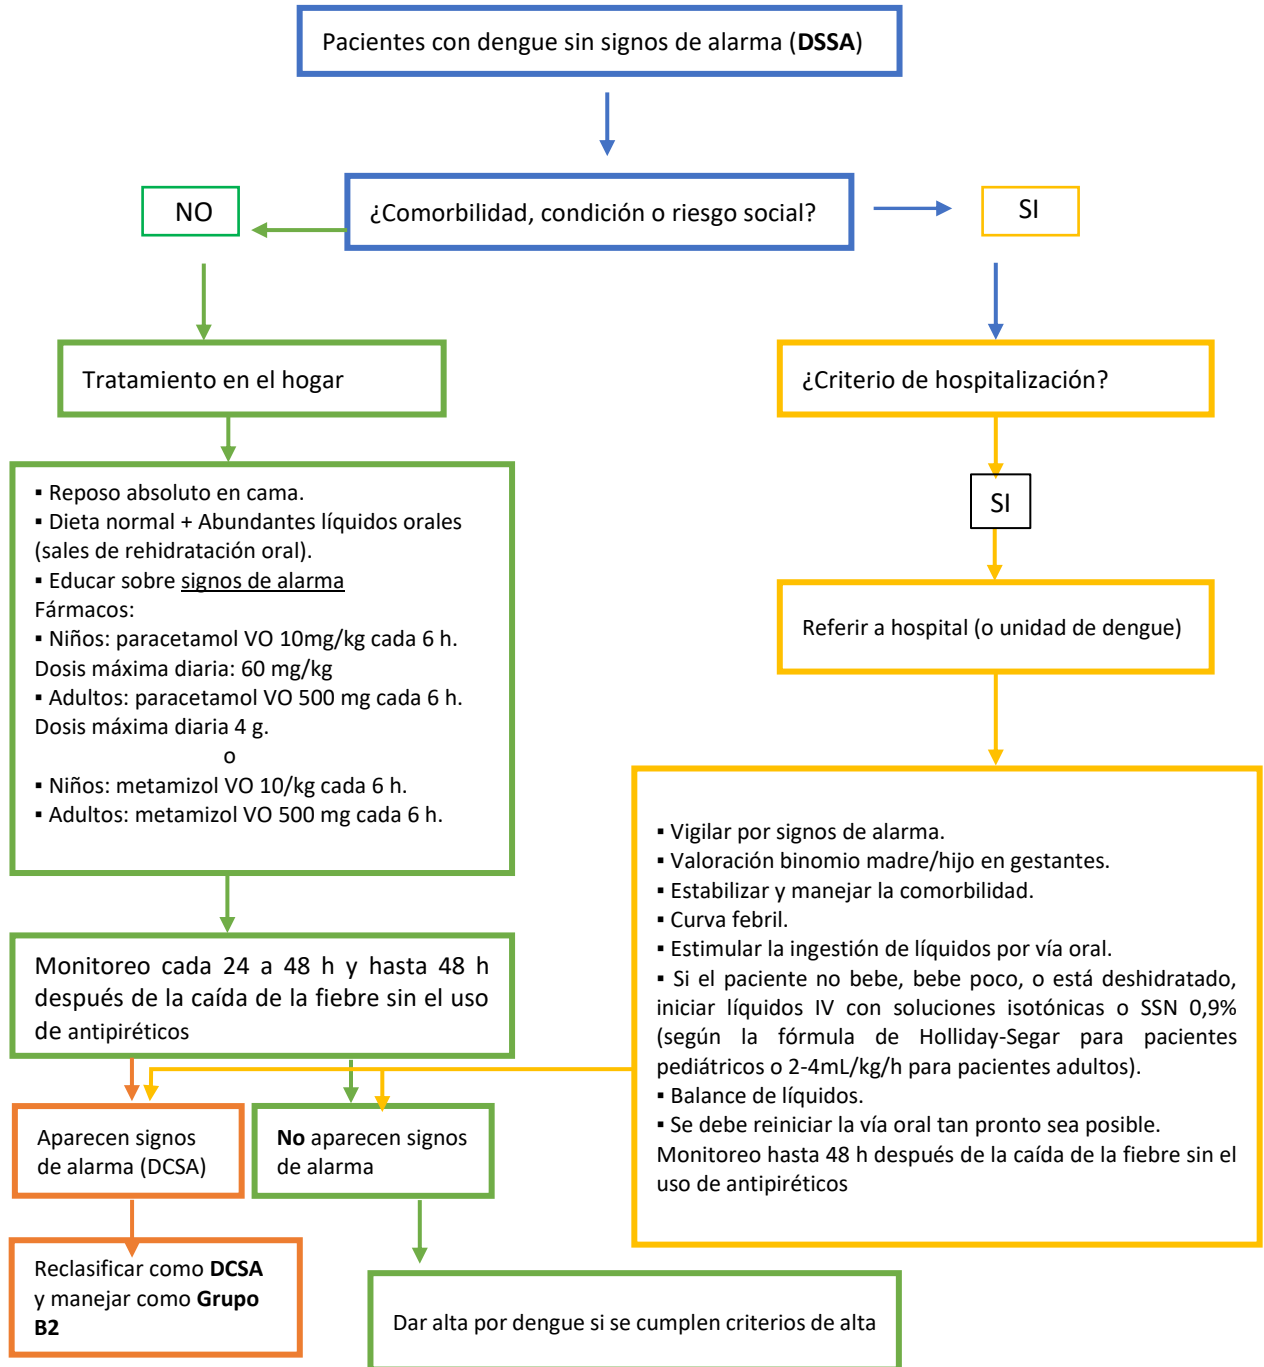 Pacientes con dengue sin signos de alarma (DSSA)
NO
¿Comorbilidad, condición o riesgo social?
SI
Tratamiento en el hogar
¿Criterio de hospitalización?
▪ Reposo absoluto en cama.
▪ Dieta normal + Abundantes líquidos orales
(sales de rehidratación oral).
▪ Educar sobre signos de alarma
Fármacos:
▪ Niños: paracetamol VO 10mg/kg cada 6 h.
Dosis máxima diaria: 60 mg/kg
▪ Adultos: paracetamol VO 500 mg cada 6 h.
Dosis máxima diaria 4 g.
o
▪ Niños: metamizol VO 10/kg cada 6 h.
▪ Adultos: metamizol VO 500 mg cada 6 h.
SI
Referir a hospital (o unidad de dengue)
▪ Vigilar por signos de alarma.
▪ Valoración binomio madre/hijo en gestantes.
▪ Estabilizar y manejar la comorbilidad.
▪ Curva febril.
▪ Estimular la ingestión de líquidos por vía oral.
▪ Si el paciente no bebe, bebe poco, o está deshidratado,
iniciar líquidos IV con soluciones isotónicas o SSN 0,9%
(según la fórmula de Holliday-Segar para pacientes
pediátricos o 2-4mL/kg/h para pacientes adultos).
▪ Balance de líquidos.
▪ Se debe reiniciar la vía oral tan pronto sea posible.
Monitoreo hasta 48 h después de la caída de la fiebre sin el
uso de antipiréticos
Monitoreo cada 24 a 48 h y hasta 48 h
después de la caída de la fiebre sin el uso
de antipiréticos
Aparecen signos
de alarma (DCSA)
No aparecen signos
de alarma
Reclasificar como DCSA
y manejar como Grupo
B2
Dar alta por dengue si se cumplen criterios de alta